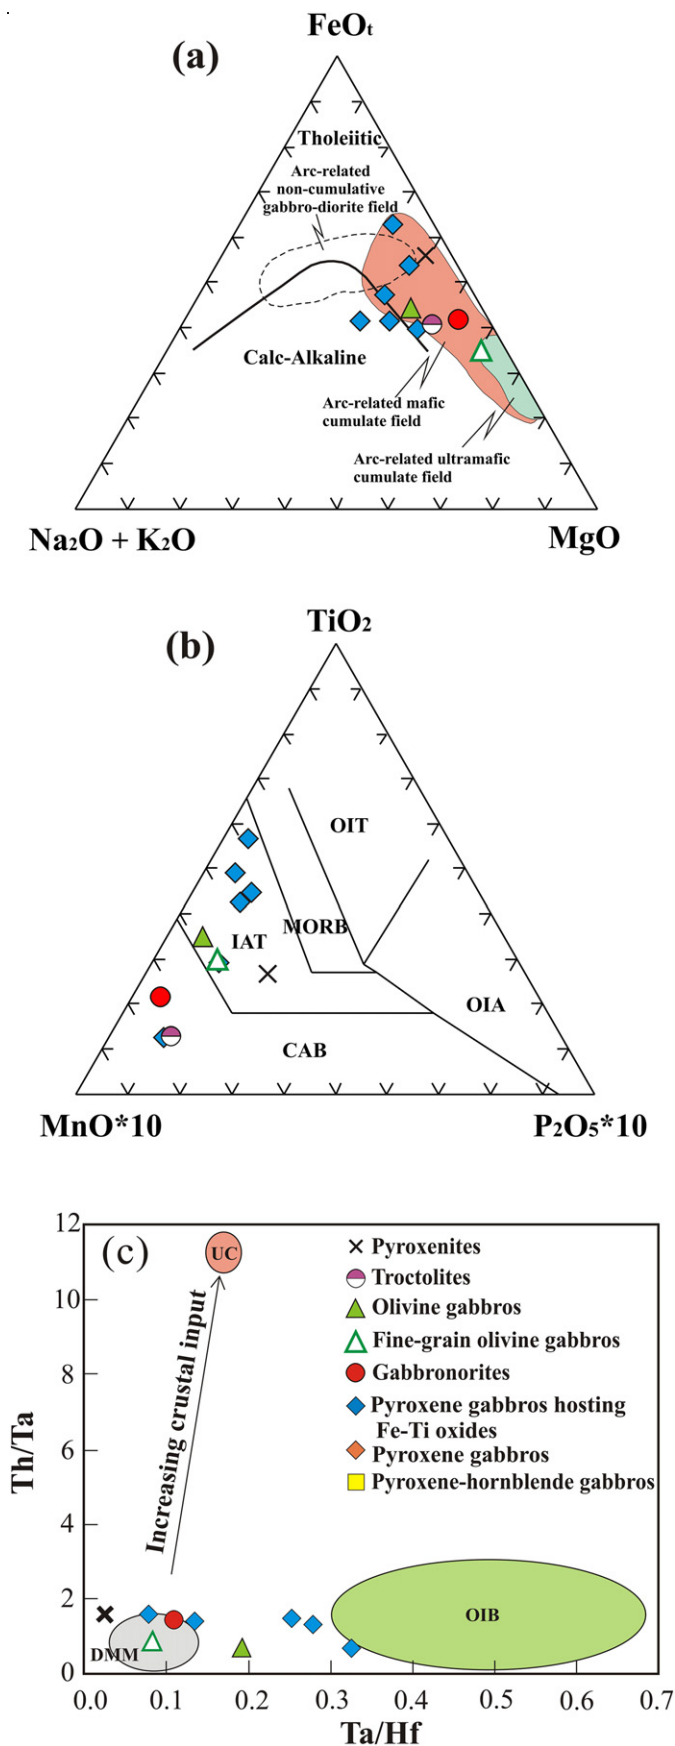 FeOt
(a)
Tholeiitic
Arc-related
non-cumulative
gabbro-diorite field
Calc-Alkaline
Arc-related mafic
cumulate field
Arc-related ultramafic
cumulate field
Na2O + K2O
MgO
TiO2
(b)
OIT
MORB
IAT
OIA
CAB
MnO*10
P2O5*10
12
(c)
UC
Pyroxenites
Troctolites
10
Olivine gabbros
Increasing crustal input
Fine-grain olivine gabbros
8
Gabbronorites
Pyroxene gabbros hosting
Fe-Ti oxides
6
Pyroxene gabbros
Pyroxene-hornblende gabbros
Th/Ta
4
2
OIB
DMM
0
0.0 0.1 0.2 0.3 0.4 0.5 0.6 0.7
Ta/Hf